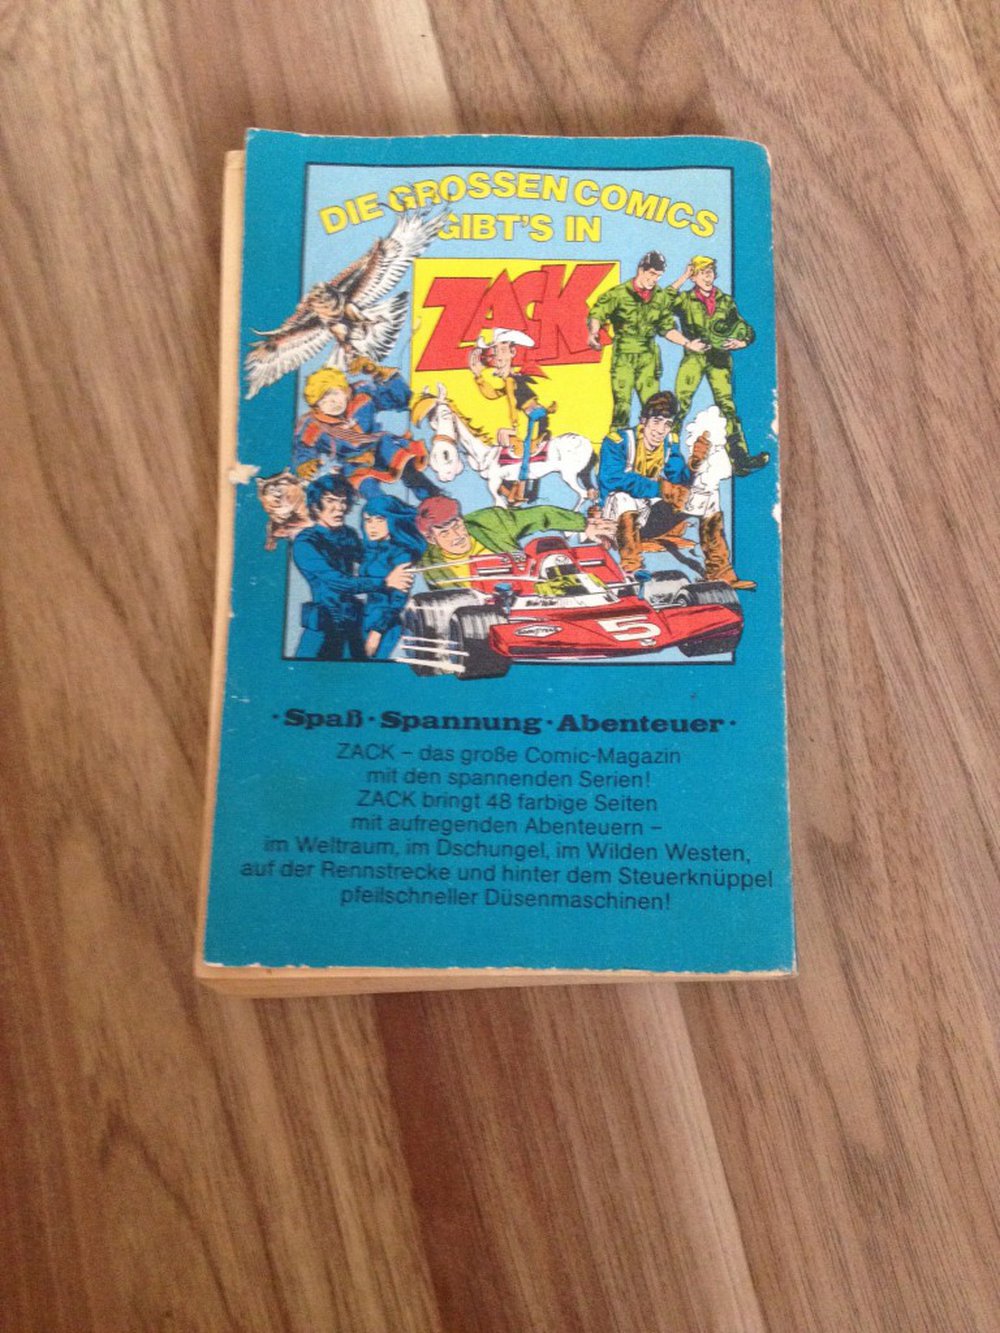 DIE GROSSEN COMICS
GIBT'S IN
ZACK
5
· Spaß · Spannung · Abenteuer ·
ZACK – das große Comic-Magazin
mit den spannenden Serien!
ZACK bringt 48 farbige Seiten
mit aufregenden Abenteuern –
im Weltraum, im Dschungel, im Wilden Westen,
auf der Rennstrecke und hinter dem Steuerknüppel
pfeilschneller Düsenmaschinen!